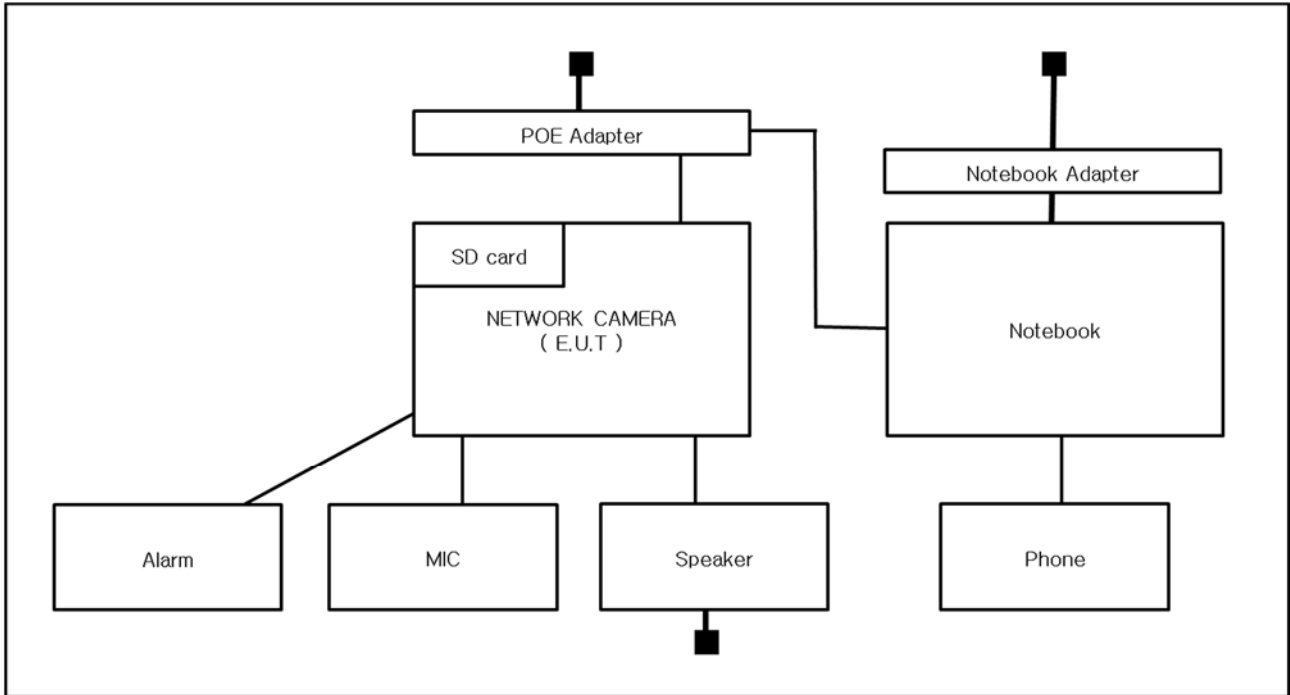 POE Adapter
Notebook Adapter
SD card
NETWORK CAMERA
( E.U.T )
Notebook
Alarm
MIC
Speaker
Phone